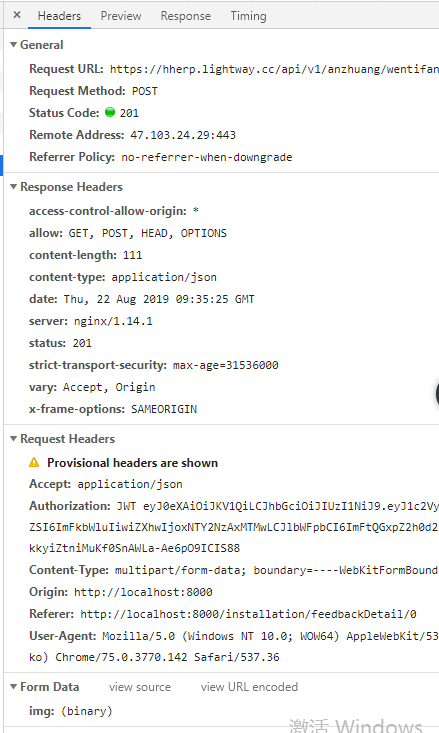 × Headers Preview Response Timing
General
Request URL: https://hherp.lightway.cc/api/v1/anzhuang/wentifan
Request Method: POST
Status Code: 201
Remote Address: 47.103.24.29:443
Referrer Policy: no-referrer-when-downgrade
Response Headers
access-control-allow-origin: *
allow: GET, POST, HEAD, OPTIONS
content-length: 111
content-type: application/json
date: Thu, 22 Aug 2019 09:35:25 GMT
server: nginx/1.14.1
status: 201
strict-transport-security: max-age=31536000
vary: Accept, Origin
x-frame-options: SAMEORIGIN
Request Headers
Provisional headers are shown
Accept: application/json
Authorization: JWT eyJ0eXAiOiJKV1QiLCJhbGciOiJIUzI1NiJ9.eyJ1c2Vy
ZSI6ImFkbWluIiwiZXhwIjoxNTY2NzAxMTMwLCJlbWFpbCI6ImFtQGxpZ2h0d2
kkyiZtniMuKf0SnAWLa-Ae6pO9ICIS88
Content-Type: multipart/form-data; boundary=----WebKitFormBound
Origin: http://localhost:8000
Referer: http://localhost:8000/installation/feedbackDetail/0
User-Agent: Mozilla/5.0 (Windows NT 10.0; WOW64) AppleWebKit/53
ko) Chrome/75.0.3770.142 Safari/537.36
Form Data view source view URL encoded
img: (binary)
激活 Windows